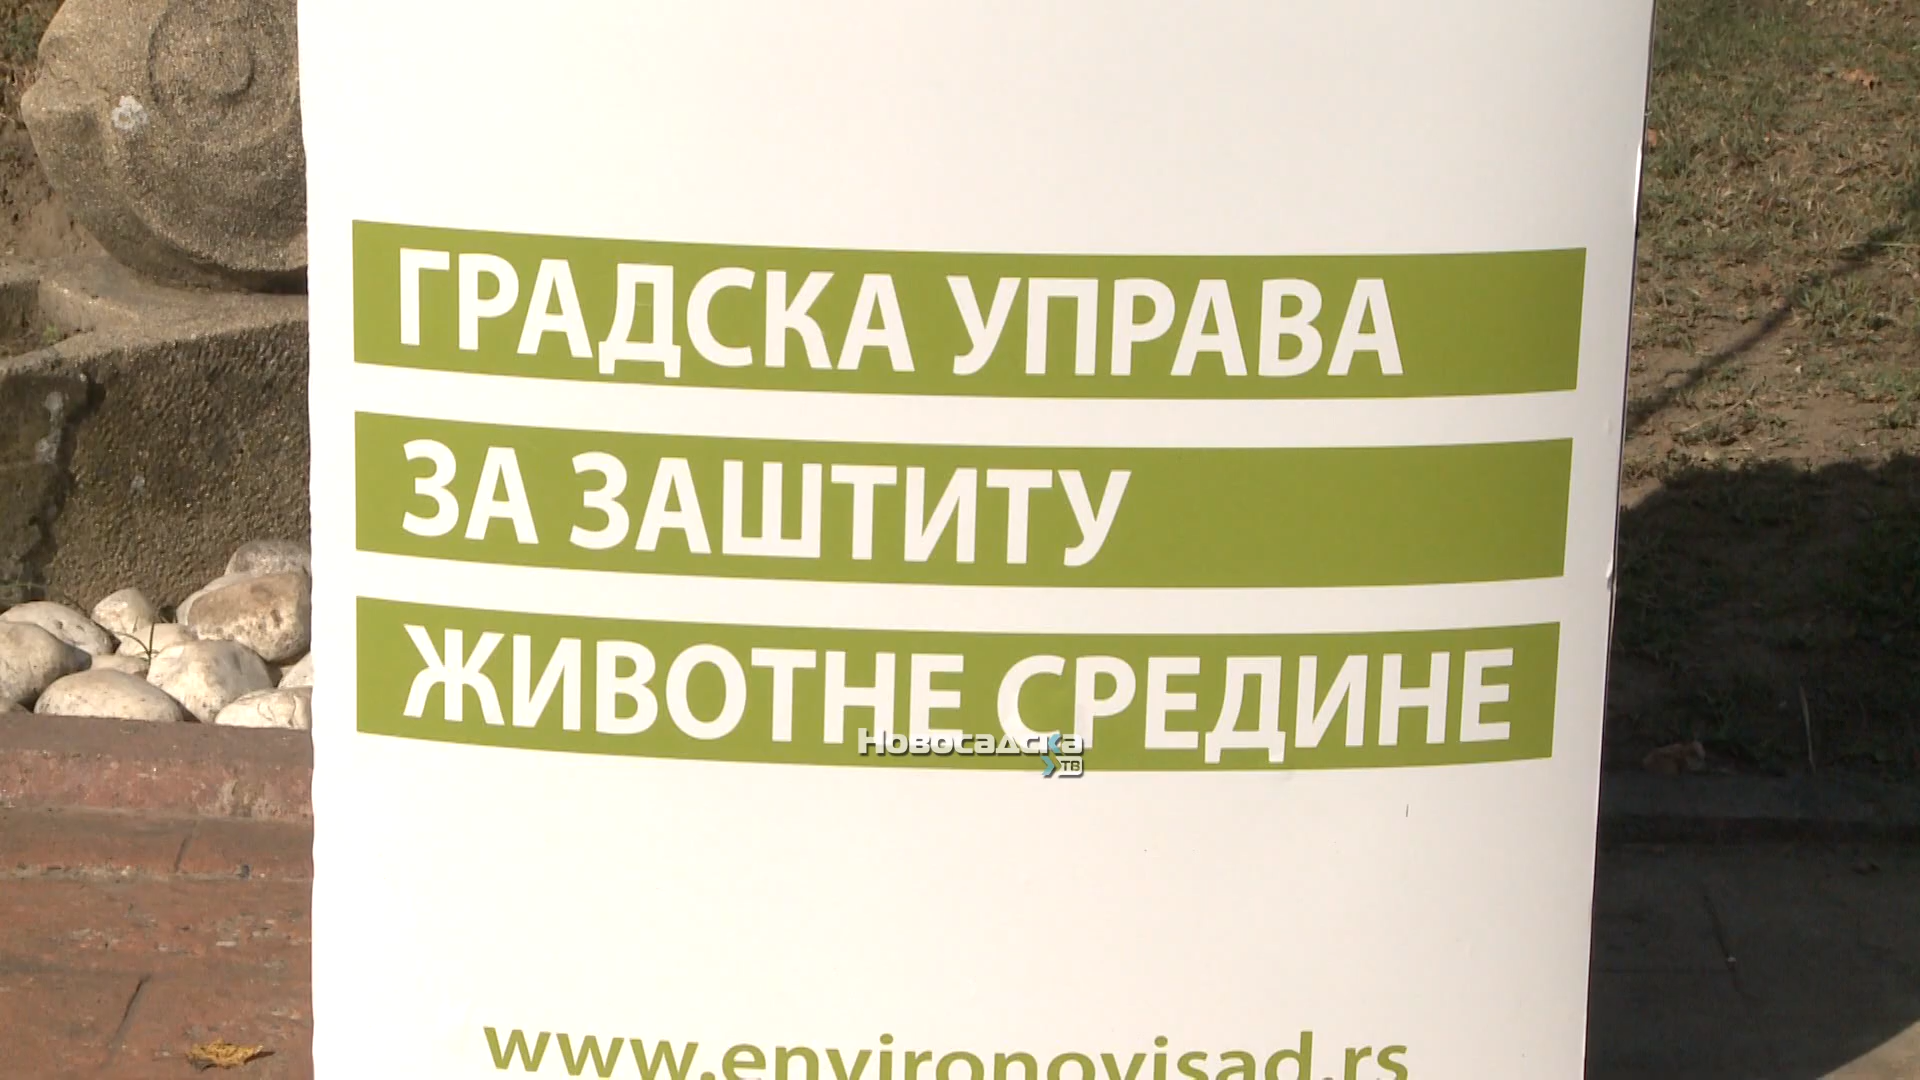 ГРАДСКА УПРАВА
ЗА ЗАШТИТУ
ЖИВОТНЕ СРЕДИНЕ
НОВОСАДСКА
ТВ
www.environovisad.rs